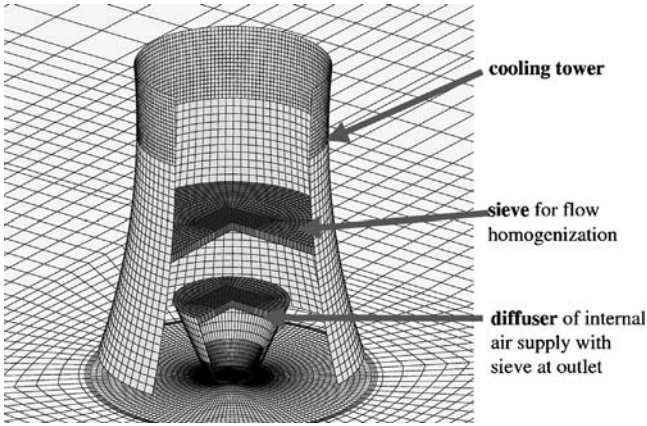 cooling tower
sieve for flow
homogenization
diffuser of internal
air supply with
sieve at outlet